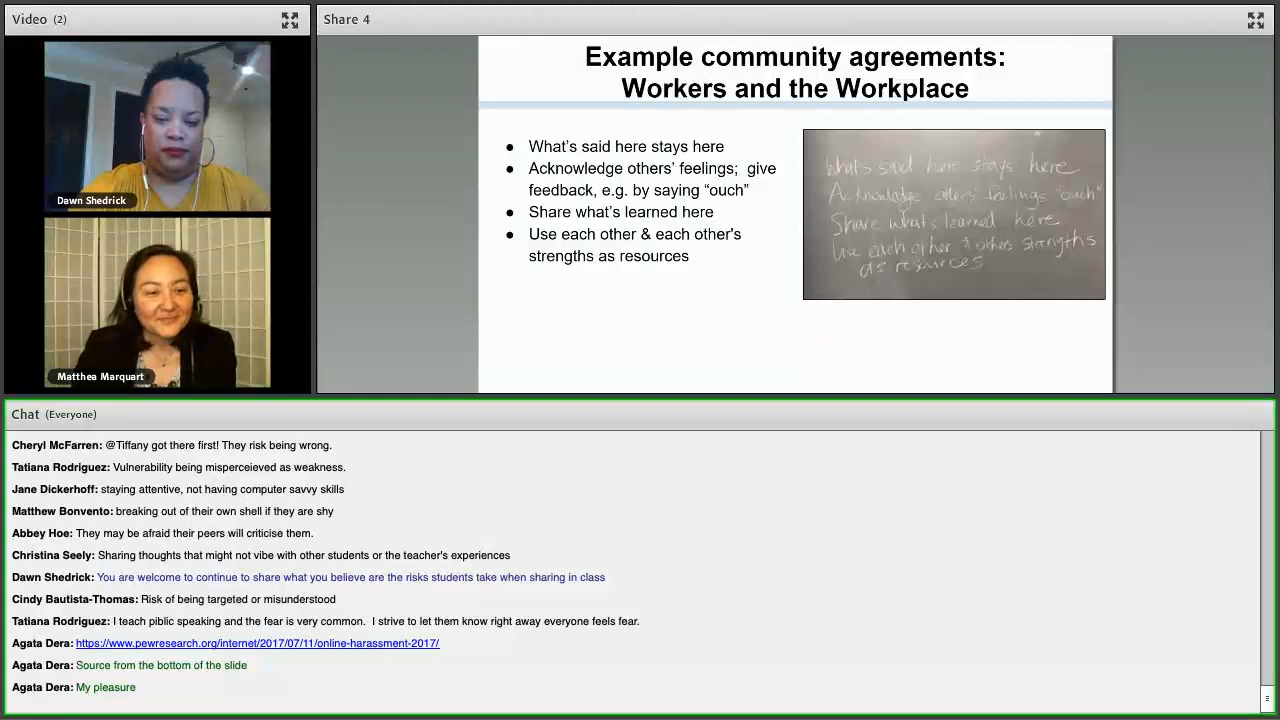 Video (2)
Dawn Shedrick
Matthea Marquart
Share 4
Example community agreements:
Workers and the Workplace
● What’s said here stays here
● Acknowledge others’ feelings;  give
feedback, e.g. by saying “ouch”
● Share what’s learned here
● Use each other & each other's
strengths as resources
Whats said here stays here
Acknowledge others' feelings "ouch"
Share what's learned here
Use each other & others strengths
as resources
Chat (Everyone)
Cheryl McFarren: @Tiffany got there first! They risk being wrong.
Tatiana Rodriguez: Vulnerability being misperceieved as weakness.
Jane Dickerhoff: staying attentive, not having computer savvy skills
Matthew Bonvento: breaking out of their own shell if they are shy
Abbey Hoe: They may be afraid their peers will criticise them.
Christina Seely: Sharing thoughts that might not vibe with other students or the teacher's experiences
Dawn Shedrick: You are welcome to continue to share what you believe are the risks students take when sharing in class
Cindy Bautista-Thomas: Risk of being targeted or misunderstood
Tatiana Rodriguez: I teach piblic speaking and the fear is very common.  I strive to let them know right away everyone feels fear.
Agata Dera: https://www.pewresearch.org/internet/2017/07/11/online-harassment-2017/
Agata Dera: Source from the bottom of the slide
Agata Dera: My pleasure